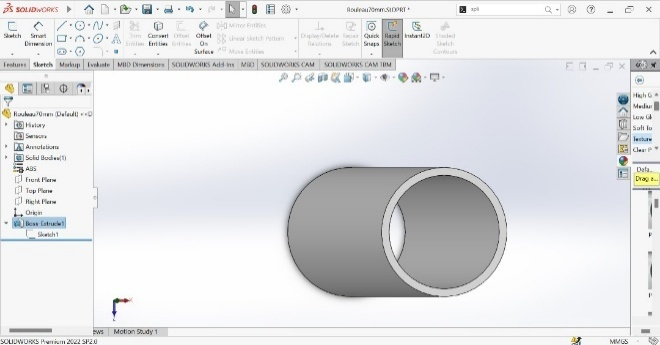 SOLIDWORKS
Rouleau70mm.SLDPRT *
Sketch
Smart Dimension
Trim Entities
Convert Entities
Offset Entities
Offset On Surface
Mirror Entities
Linear Sketch Pattern
Move Entities
Display/Delete Relations
Repair Sketch
Quick Snaps
Rapid Sketch
Instant2D
Shaded Sketch Contours
Features
Sketch
Markup
Evaluate
MBD Dimensions
SOLIDWORKS Add-Ins
MBD
SOLIDWORKS CAM
SOLIDWORKS CAM TBM
Rouleau70mm (Default) <<D
History
Sensors
Annotations
Solid Bodies(1)
ABS
Front Plane
Top Plane
Right Plane
Origin
Boss-Extrude1
Sketch1
High G
Mediu
Low Gl
Soft To
Texture
Clear P
Defa...
Drag a...
ws
Motion Study 1
SOLIDWORKS Premium 2022 SP2.0
MMGS